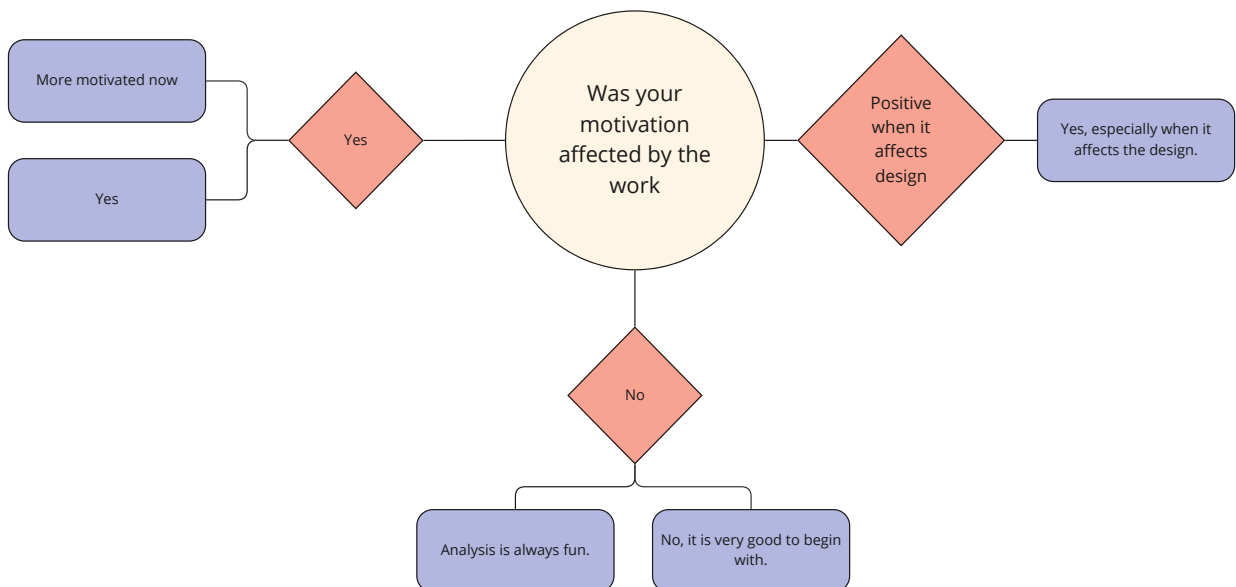 More motivated now
Yes
Yes
Was your
motivation
affected by the
work
Positive
when it
affects
design
Yes, especially when it
affects the design.
No
Analysis is always fun.
No, it is very good to begin
with.